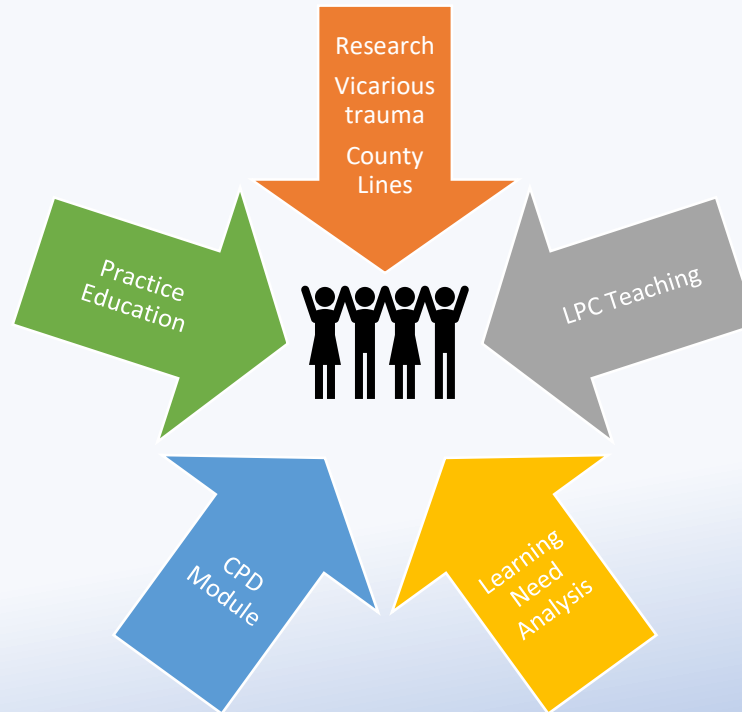 Research
Vicarious
trauma
County
Lines
Practice
Education
LPC Teaching
CPD
Module
Learning
Need
Analysis